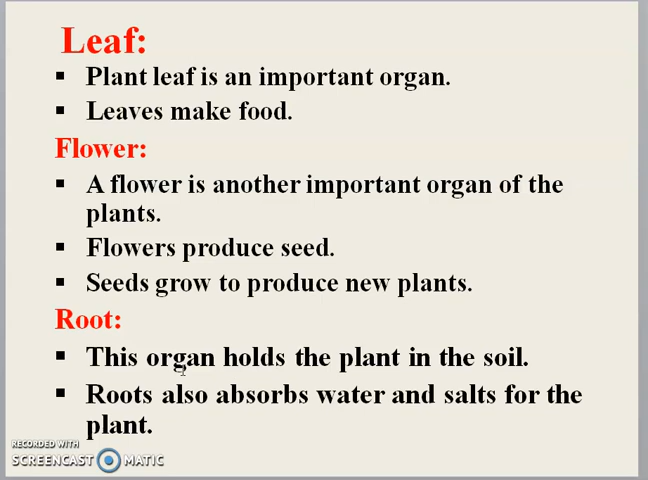 Leaf:
▪ Plant leaf is an important organ.
▪ Leaves make food.
Flower:
▪ A flower is another important organ of the
plants.
▪ Flowers produce seed.
▪ Seeds grow to produce new plants.
Root:
▪ This organ holds the plant in the soil.
▪ Roots also absorbs water and salts for the
plant.
RECORDED WITH
SCREENCAST MATIC